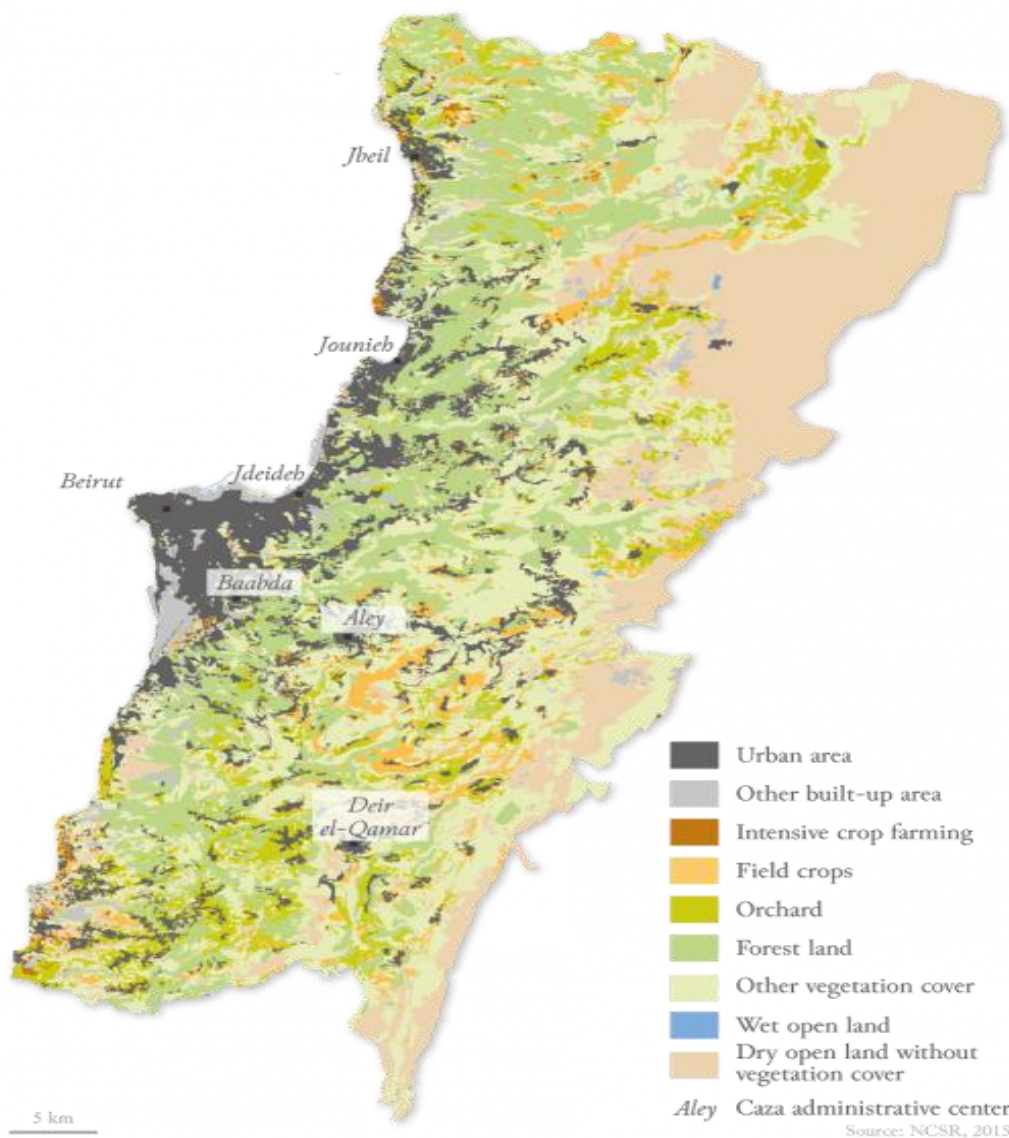 Jbeil
Jounieh
Beirut
Jdeideh
Baabda
Aley
Deir
el-Qamar
Urban area
Other built-up area
Intensive crop farming
Field crops
Orchard
Forest land
Other vegetation cover
Wet open land
Dry open land without
vegetation cover
Aley Caza administrative center
5 km
Source: NCSR, 2015